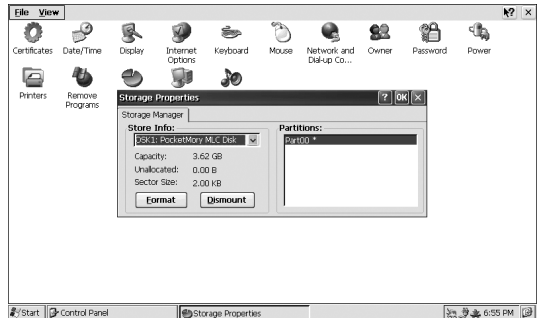 File View
Certificates Date/Time Display Internet Options Keyboard Mouse Network and Dial-up Co... Owner Password Power
Printers Remove Programs
Storage Properties ? OK ×
Storage Manager
Store Info:
DSK1: PocketMory MLC Disk
Capacity: 3.62 GB
Unallocated: 0.00 B
Sector Size: 2.00 KB
Format Dismount
Partitions:
Part00 *
Start Control Panel Storage Properties 6:55 PM